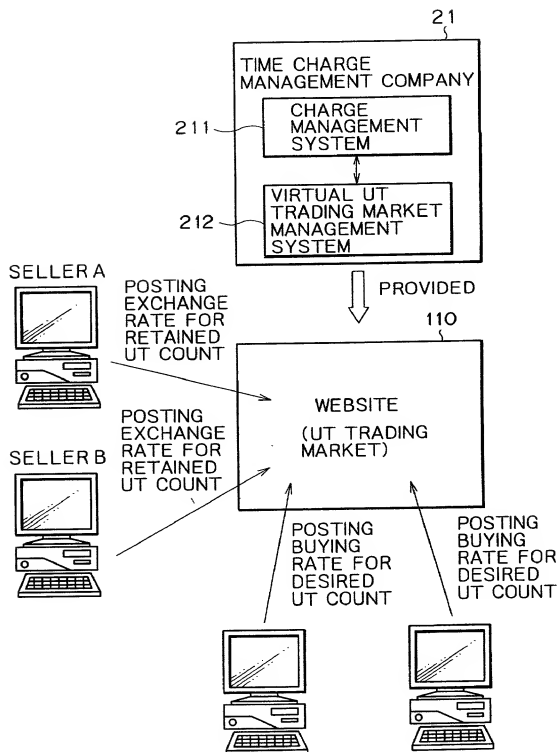 21
TIME CHARGE
MANAGEMENT COMPANY
211
CHARGE
MANAGEMENT
SYSTEM
212
VIRTUAL UT
TRADING MARKET
MANAGEMENT
SYSTEM
PROVIDED
110
SELLER A
POSTING
EXCHANGE
RATE FOR
RETAINED
UT COUNT
WEBSITE
(UT TRADING
MARKET)
SELLER B
POSTING
EXCHANGE
RATE FOR
RETAINED
UT COUNT
POSTING
BUYING
RATE FOR
DESIRED
UT COUNT
POSTING
BUYING
RATE FOR
DESIRED
UT COUNT